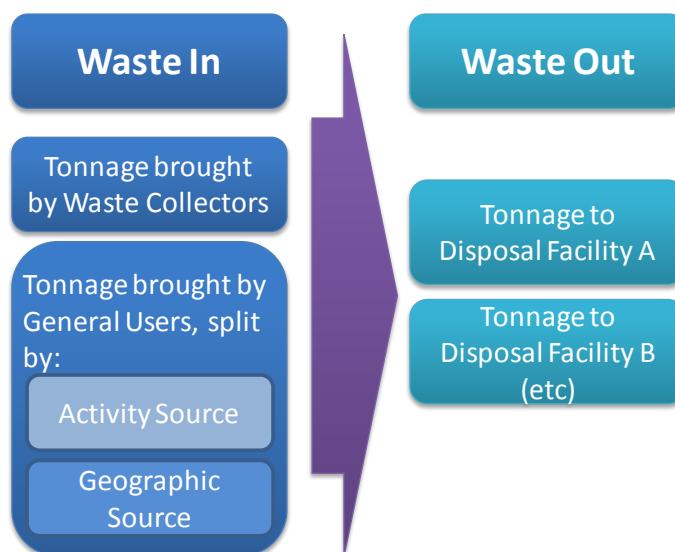 Waste In
Tonnage brought
by Waste Collectors
Tonnage brought by
General Users, split
by:
Activity Source
Geographic
Source
Waste Out
Tonnage to
Disposal Facility A
Tonnage to
Disposal Facility B
(etc)